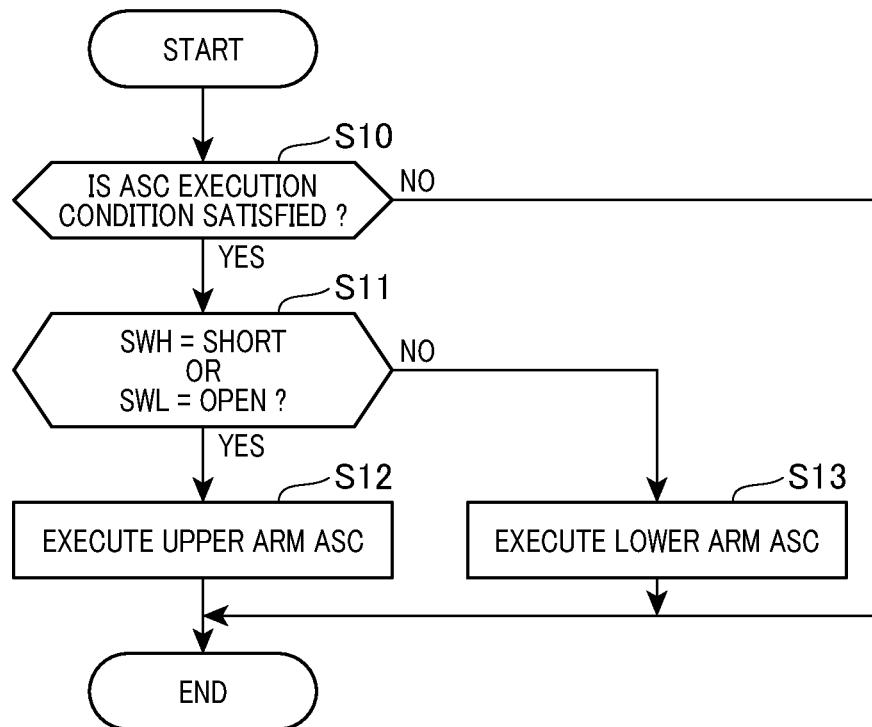 START
S10
IS ASC EXECUTION
CONDITION SATISFIED ?
NO
YES
S11
SWH = SHORT
OR
SWL = OPEN ?
NO
YES
S12
EXECUTE UPPER ARM ASC
S13
EXECUTE LOWER ARM ASC
END